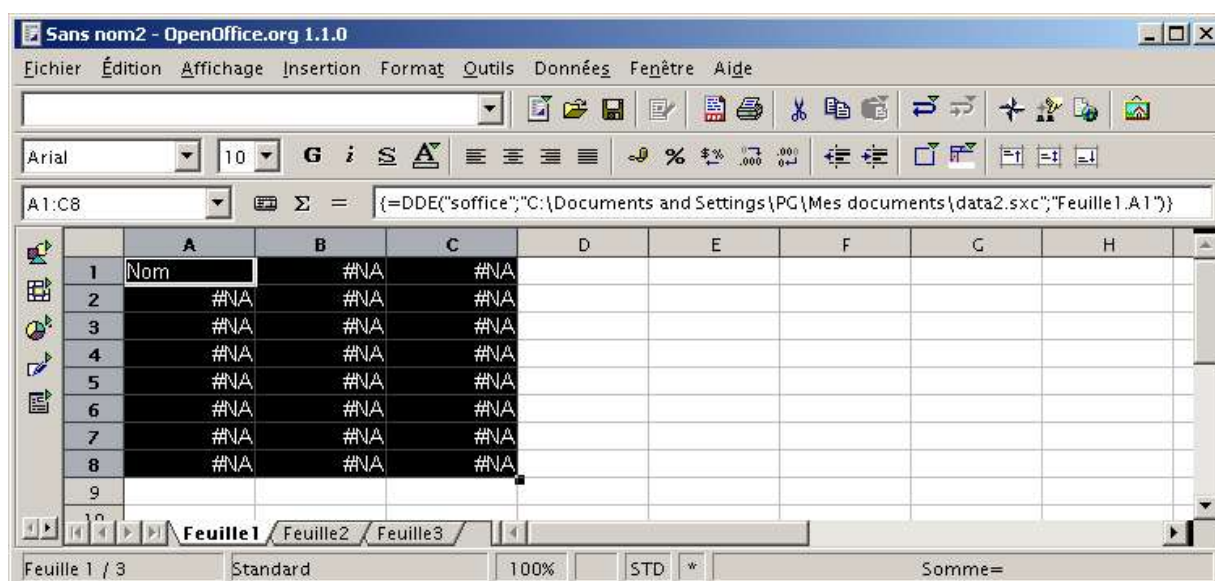 Sans nom2 - OpenOffice.org 1.1.0
Fichier Édition Affichage Insertion Format Outils Données Fenêtre Aide
Arial 10 G i S A % $% .000 .000
A1:C8 Σ = {=DDE("soffice";"C:\Documents and Settings\PG\Mes documents\data2.sxc";"Feuille1.A1")}
A B C D E F G H
1 Nom #NA #NA
2 #NA #NA #NA
3 #NA #NA #NA
4 #NA #NA #NA
5 #NA #NA #NA
6 #NA #NA #NA
7 #NA #NA #NA
8 #NA #NA #NA
9
10
Feuille1 Feuille2 Feuille3
Feuille 1 / 3 Standard 100% STD * Somme=